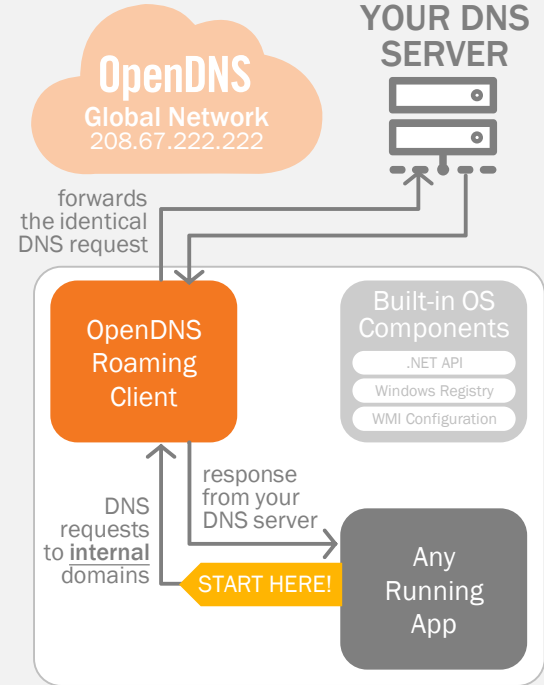 OpenDNS
Global Network
208.67.222.222
YOUR DNS
SERVER
forwards
the identical
DNS request
OpenDNS
Roaming
Client
Built-in OS
Components
.NET API
Windows Registry
WMI Configuration
DNS
requests
to internal
domains
response
from your
DNS server
START HERE!
Any
Running
App